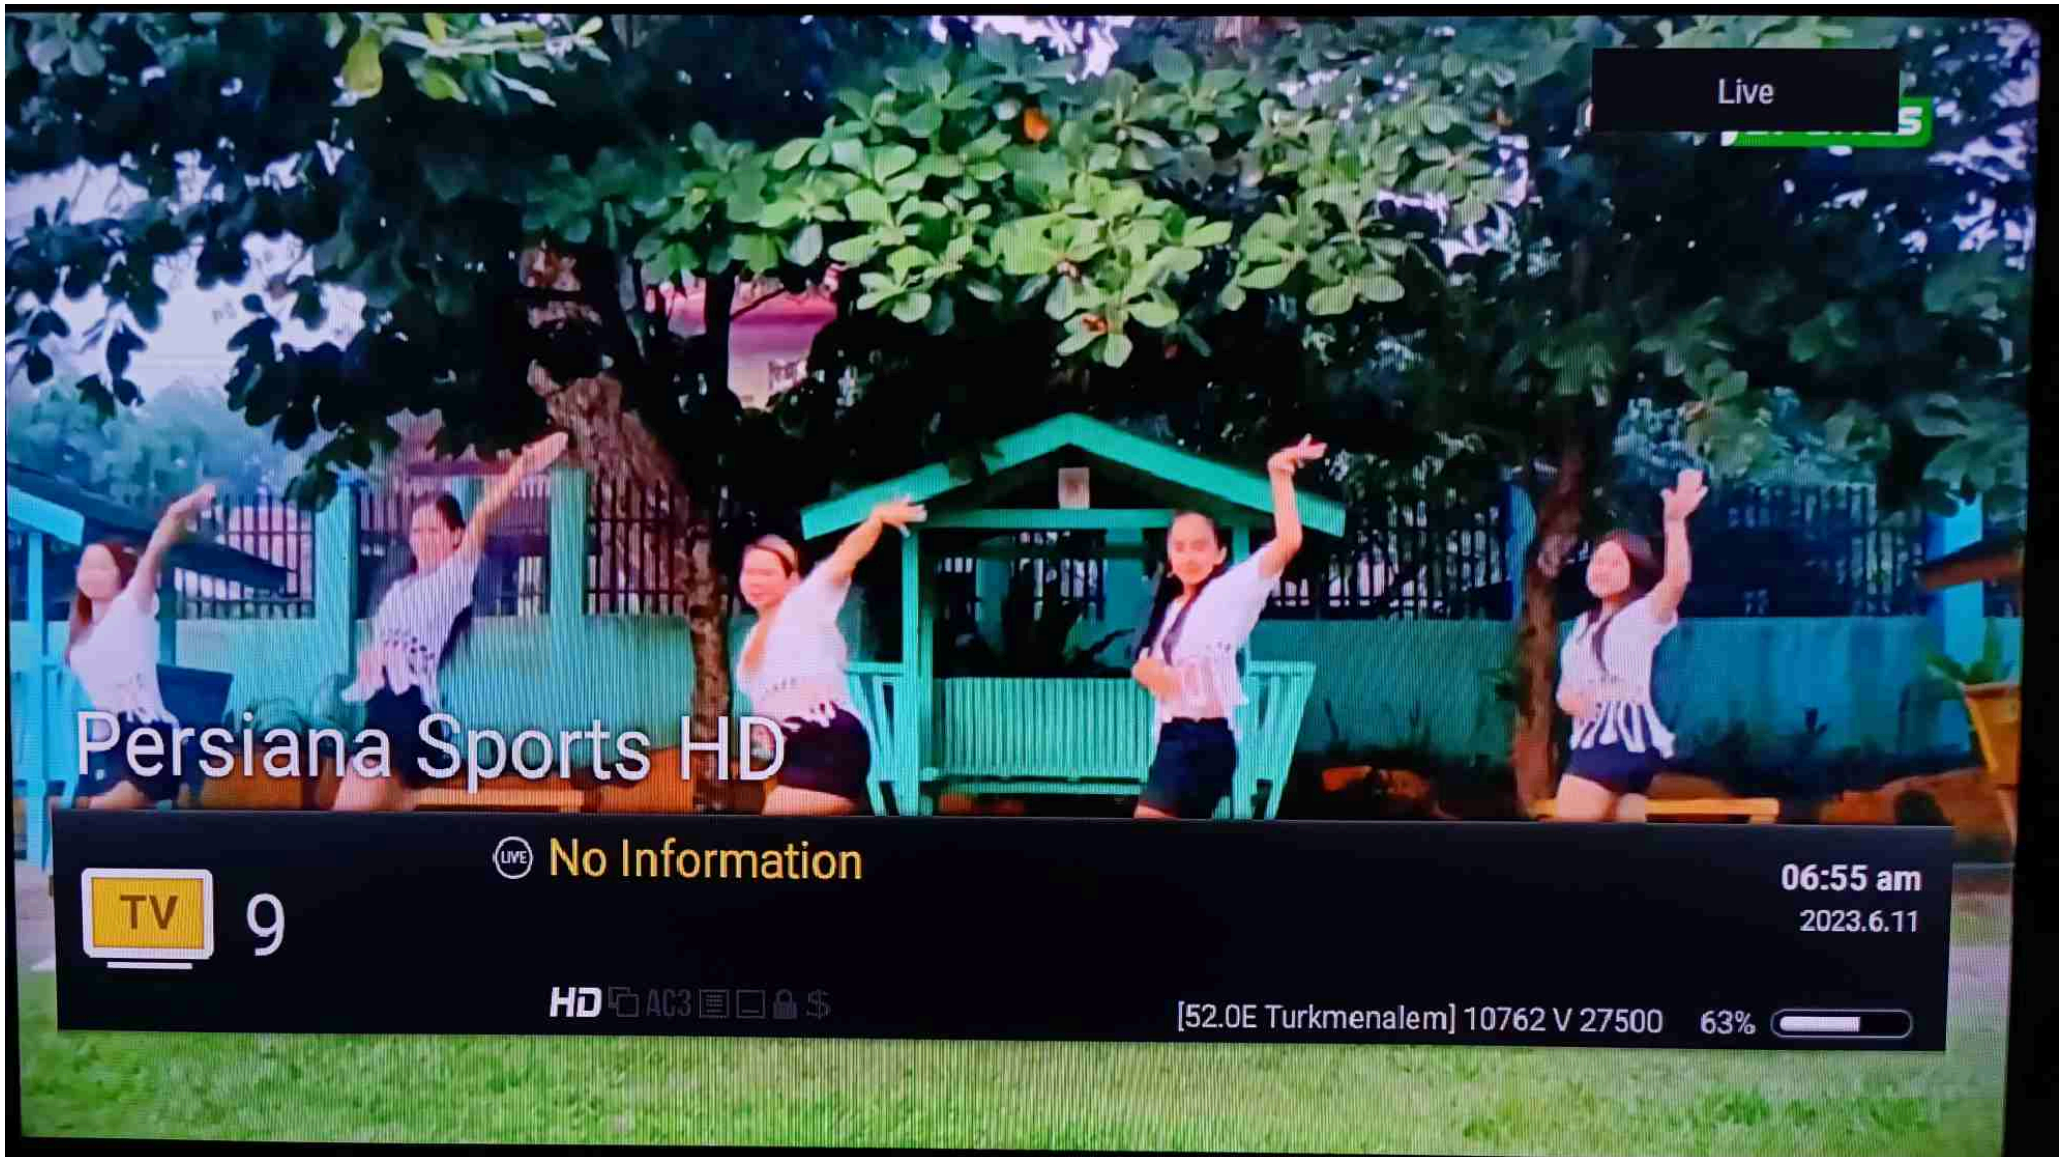 Live
Persiana Sports HD
LIVE No Information
TV 9
06:55 am
2023.6.11
HD AC3 $
[52.0E Turkmenalem] 10762 V 27500 63%